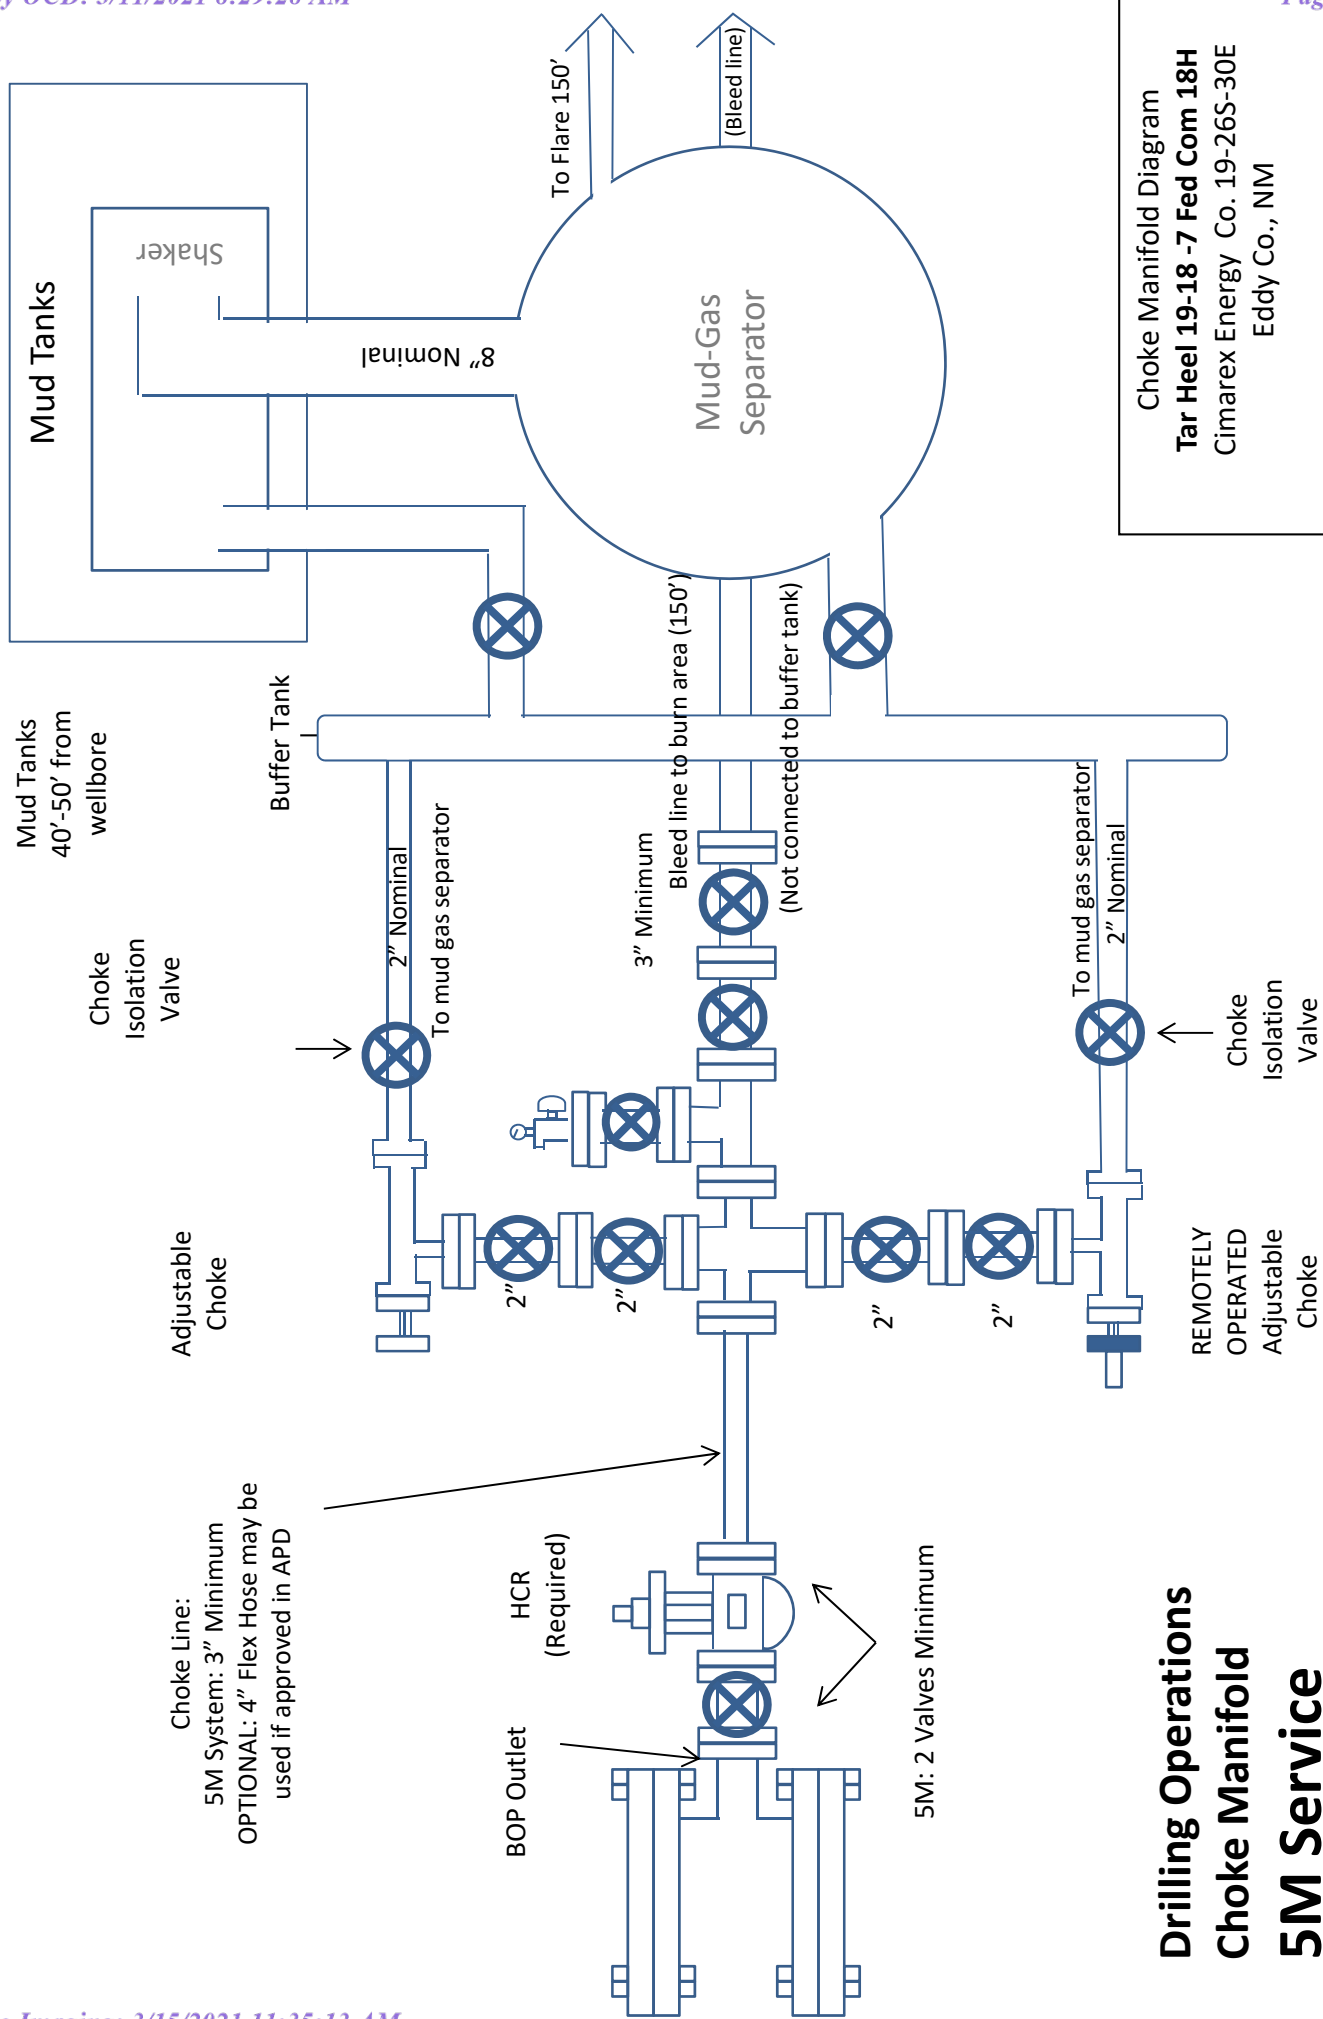 Mud Tanks
Shaker
8” Nominal
To Flare 150’
(Bleed line)
Mud-Gas
Separator
Choke Manifold Diagram
Tar Heel 19-18 -7 Fed Com 18H
Cimarex Energy Co. 19-26S-30E
Eddy Co., NM
Mud Tanks
40’-50’ from
wellbore
Buffer Tank
Bleed line to burn area (150’)
(Not connected to buffer tank)
3” Minimum
Choke
Isolation
Valve
2” Nominal
To mud gas separator
To mud gas separator
2” Nominal
Choke
Isolation
Valve
Adjustable
Choke
2”
2”
2”
2”
REMOTELY
OPERATED
Adjustable
Choke
Choke Line:
5M System: 3” Minimum
OPTIONAL: 4” Flex Hose may be
used if approved in APD
HCR
(Required)
BOP Outlet
5M: 2 Valves Minimum
Drilling Operations
Choke Manifold
5M Service